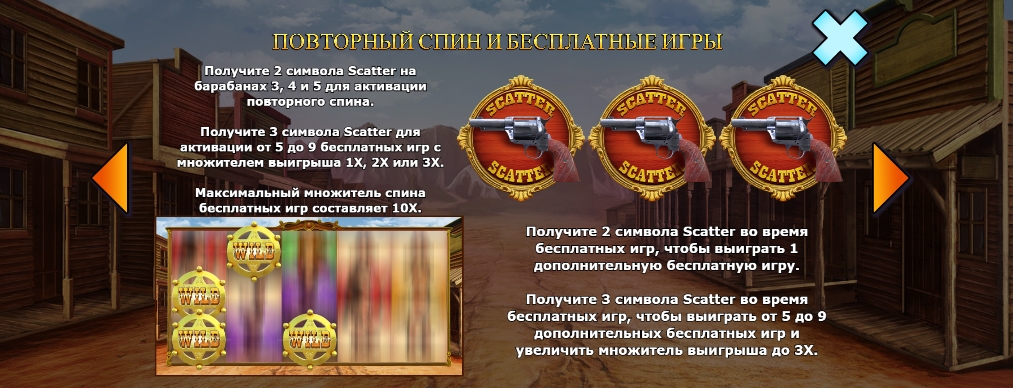 ПОВТОРНЫЙ СПИН И БЕСПЛАТНЫЕ ИГРЫ
Получите 2 символа Scatter на
барабанах 3, 4 и 5 для активации
повторного спина.
Получите 3 символа Scatter для
активации от 5 до 9 бесплатных игр с
множителем выигрыша 1X, 2X или 3X.
Максимальный множитель спина
бесплатных игр составляет 10X.
SCATTER
SCATTE
SCATTER
SCATTE
SCATTER
SCATTE
WILD
WILD
WILD
WILD
Получите 2 символа Scatter во время
бесплатных игр, чтобы выиграть 1
дополнительную бесплатную игру.
Получите 3 символа Scatter во время
бесплатных игр, чтобы выиграть от 5 до 9
дополнительных бесплатных игр и
увеличить множитель выигрыша до 3X.